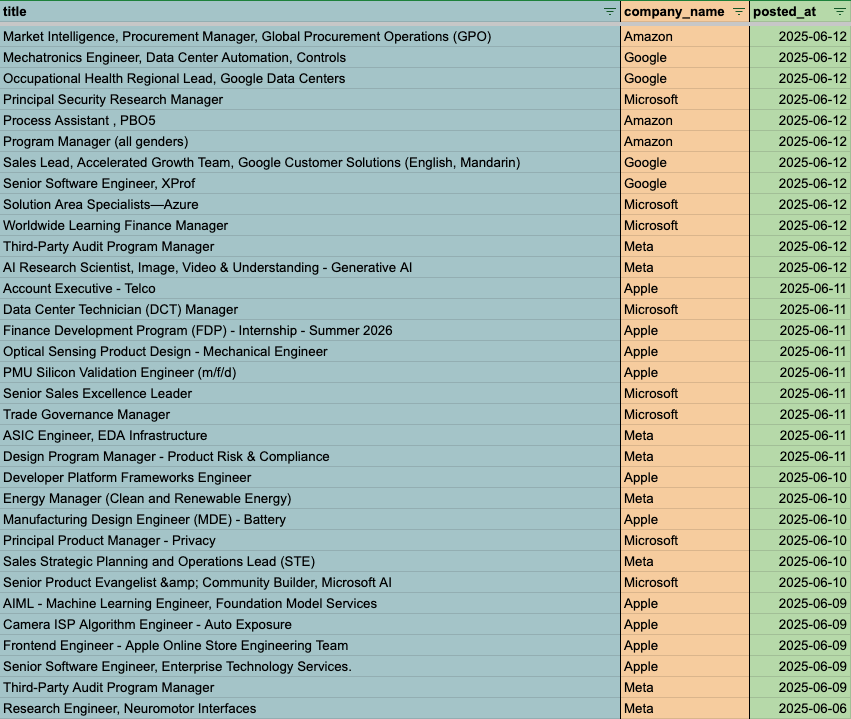 title company_name posted_at
Market Intelligence, Procurement Manager, Global Procurement Operations (GPO) Amazon 2025-06-12
Mechatronics Engineer, Data Center Automation, Controls Google 2025-06-12
Occupational Health Regional Lead, Google Data Centers Google 2025-06-12
Principal Security Research Manager Microsoft 2025-06-12
Process Assistant , PBO5 Amazon 2025-06-12
Program Manager (all genders) Amazon 2025-06-12
Sales Lead, Accelerated Growth Team, Google Customer Solutions (English, Mandarin) Google 2025-06-12
Senior Software Engineer, XProf Google 2025-06-12
Solution Area Specialists—Azure Microsoft 2025-06-12
Worldwide Learning Finance Manager Microsoft 2025-06-12
Third-Party Audit Program Manager Meta 2025-06-12
AI Research Scientist, Image, Video & Understanding - Generative AI Meta 2025-06-12
Account Executive - Telco Apple 2025-06-11
Data Center Technician (DCT) Manager Microsoft 2025-06-11
Finance Development Program (FDP) - Internship - Summer 2026 Apple 2025-06-11
Optical Sensing Product Design - Mechanical Engineer Apple 2025-06-11
PMU Silicon Validation Engineer (m/f/d) Apple 2025-06-11
Senior Sales Excellence Leader Microsoft 2025-06-11
Trade Governance Manager Microsoft 2025-06-11
ASIC Engineer, EDA Infrastructure Meta 2025-06-11
Design Program Manager - Product Risk & Compliance Meta 2025-06-11
Developer Platform Frameworks Engineer Apple 2025-06-10
Energy Manager (Clean and Renewable Energy) Meta 2025-06-10
Manufacturing Design Engineer (MDE) - Battery Apple 2025-06-10
Principal Product Manager - Privacy Microsoft 2025-06-10
Sales Strategic Planning and Operations Lead (STE) Meta 2025-06-10
Senior Product Evangelist &amp; Community Builder, Microsoft AI Microsoft 2025-06-10
AIML - Machine Learning Engineer, Foundation Model Services Apple 2025-06-09
Camera ISP Algorithm Engineer - Auto Exposure Apple 2025-06-09
Frontend Engineer - Apple Online Store Engineering Team Apple 2025-06-09
Senior Software Engineer, Enterprise Technology Services. Apple 2025-06-09
Third-Party Audit Program Manager Meta 2025-06-09
Research Engineer, Neuromotor Interfaces Meta 2025-06-06